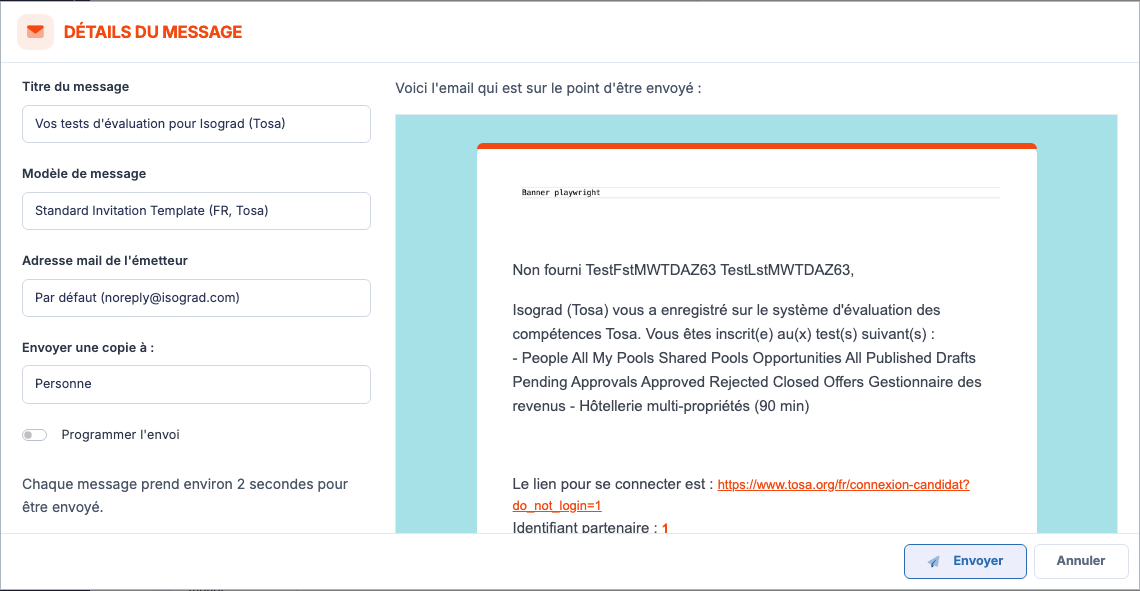 DÉTAILS DU MESSAGE
Titre du message
Vos tests d'évaluation pour Isograd (Tosa)
Modèle de message
Standard Invitation Template (FR, Tosa)
Adresse mail de l'émetteur
Par défaut (noreply@isograd.com)
Envoyer une copie à :
Personne
Programmer l'envoi
Chaque message prend environ 2 secondes pour
être envoyé.
Voici l'email qui est sur le point d'être envoyé :
Banner playwright
Non fourni TestFstMWTDAZ63 TestLstMWTDAZ63,
Isograd (Tosa) vous a enregistré sur le système d'évaluation des
compétences Tosa. Vous êtes inscrit(e) au(x) test(s) suivant(s) :
- People All My Pools Shared Pools Opportunities All Published Drafts
Pending Approvals Approved Rejected Closed Offers Gestionnaire des
revenus - Hôtellerie multi-propriétés (90 min)
Le lien pour se connecter est : https://www.tosa.org/fr/connexion-candidat?
do_not_login=1
Identifiant partenaire : 1
Envoyer
Annuler